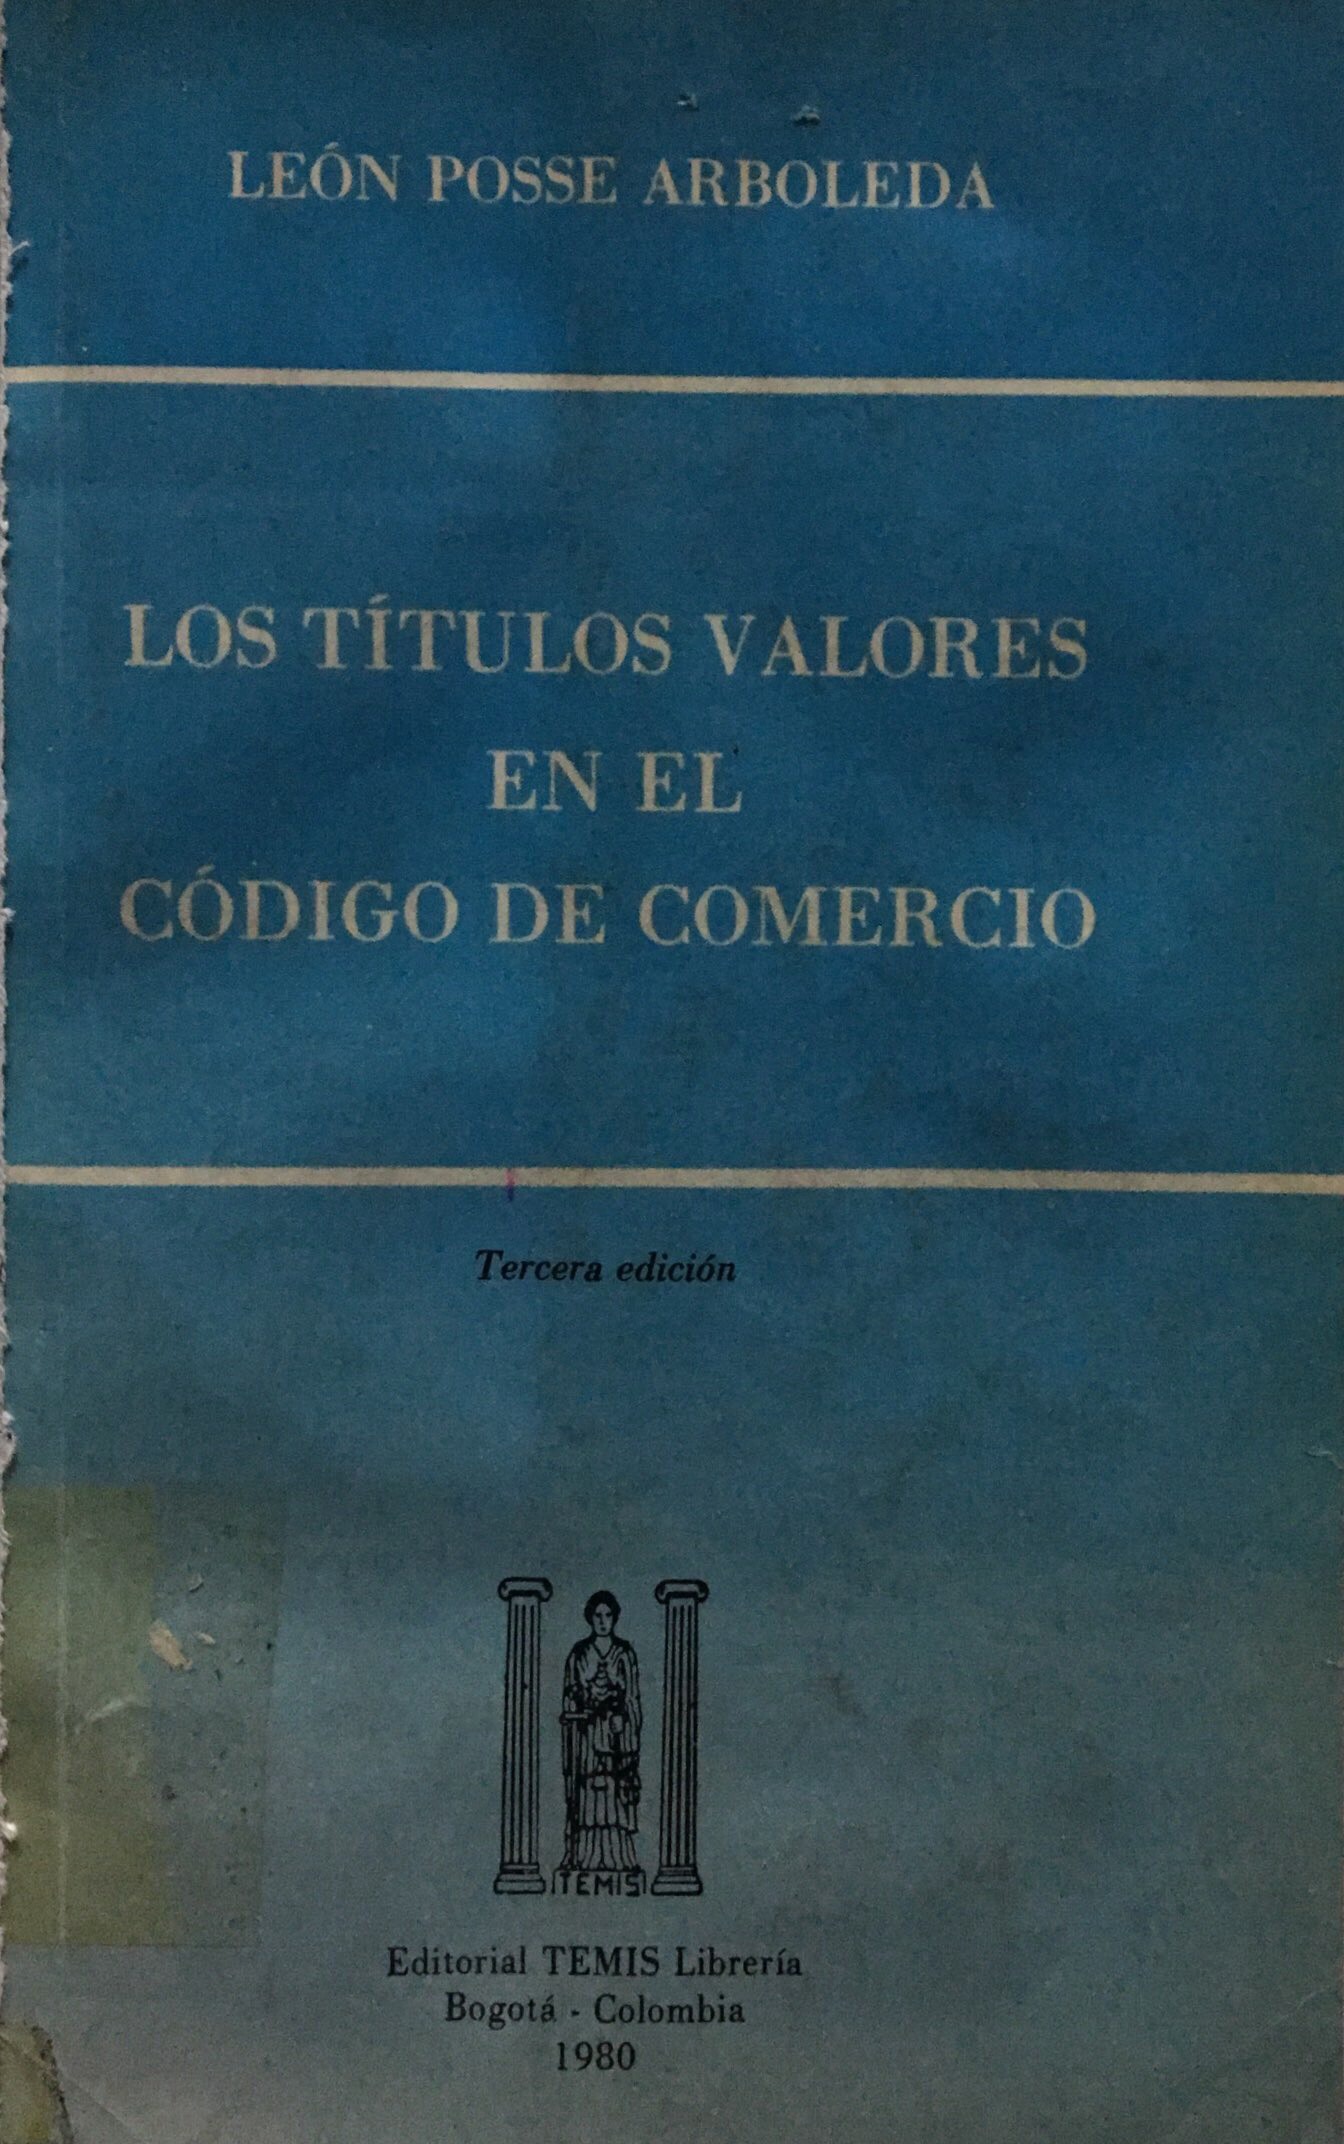 LEÓN POSSE ARBOLEDA
LOS TÍTULOS VALORES
EN EL
CÓDIGO DE COMERCIO
Tercera edición
TEMIS
Editorial TEMIS Librería
Bogotá - Colombia
1980